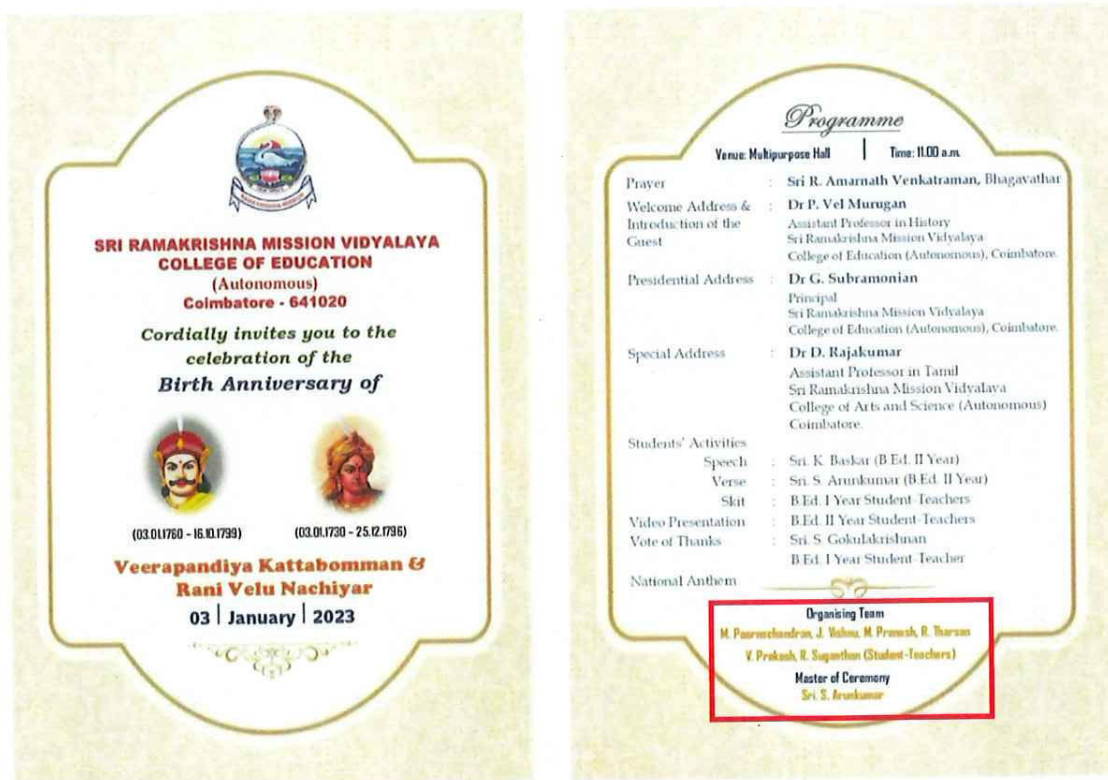 SRI RAMAKRISHNA MISSION VIDYALAYA
COLLEGE OF EDUCATION
(Autonomous)
Coimbatore - 641020
Cordially invites you to the
celebration of the
Birth Anniversary of
(03.01.1760 - 16.10.1799) (03.01.1730 - 25.12.1796)
Veerapandiya Kattabomman &
Rani Velu Nachiyar
03 | January | 2023
Programme
Venue: Multipurpose Hall | Time: 11.00 a.m.
Prayer : Sri R. Amarnath Venkatraman, Bhagavathar
Welcome Address & : Dr P. Vel Murugan
Introduction of the Assistant Professor in History
Guest Sri Ramakrishna Mission Vidyalaya
College of Education (Autonomous), Coimbatore.
Presidential Address : Dr G. Subramonian
Principal
Sri Ramakrishna Mission Vidyalaya
College of Education (Autonomous), Coimbatore.
Special Address : Dr D. Rajakumar
Assistant Professor in Tamil
Sri Ramakrishna Mission Vidyalaya
College of Arts and Science (Autonomous)
Coimbatore.
Students' Activities
Speech : Sri. K. Baskar (B.Ed. II Year)
Verse : Sri. S. Arunkumar (B.Ed. II Year)
Skit : B.Ed. I Year Student-Teachers
Video Presentation : B.Ed. II Year Student-Teachers
Vote of Thanks : Sri. S. Gokulakrishnan
B.Ed. I Year Student-Teacher
National Anthem
Organising Team
M. J. Vishnu, M. Pranesh, R. Tharsan
V. Prakash, R. Suganthan (Student-Teachers)
Master of Ceremony
Sri. S. Arunkumar